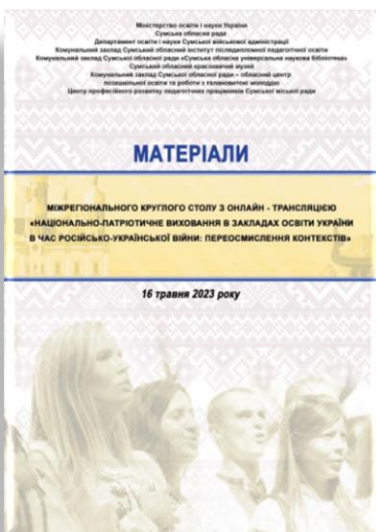 Міністерство освіти і науки України
Сумська обласна рада
Департамент освіти і науки Сумської військової адміністрації
Комунальний заклад Сумський обласний інститут післядипломної педагогічної освіти
Комунальний заклад Сумської обласної ради «Сумська обласна універсальна наукова бібліотека»
Сумський обласний краєзнавчий музей
Комунальний заклад Сумської обласної ради – обласний центр
позашкільної освіти та роботи з талановитою молоддю
Центр професійного розвитку педагогічних працівників Сумської міської ради
МАТЕРІАЛИ
МІЖРЕГІОНАЛЬНОГО КРУГЛОГО СТОЛУ З ОНЛАЙН - ТРАНСЛЯЦІЄЮ
«НАЦІОНАЛЬНО-ПАТРІОТИЧНЕ ВИХОВАННЯ В ЗАКЛАДАХ ОСВІТИ УКРАЇНИ
В ЧАС РОСІЙСЬКО-УКРАЇНСЬКОЇ ВІЙНИ: ПЕРЕОСМИСЛЕННЯ КОНТЕКСТІВ»
16 травня 2023 року